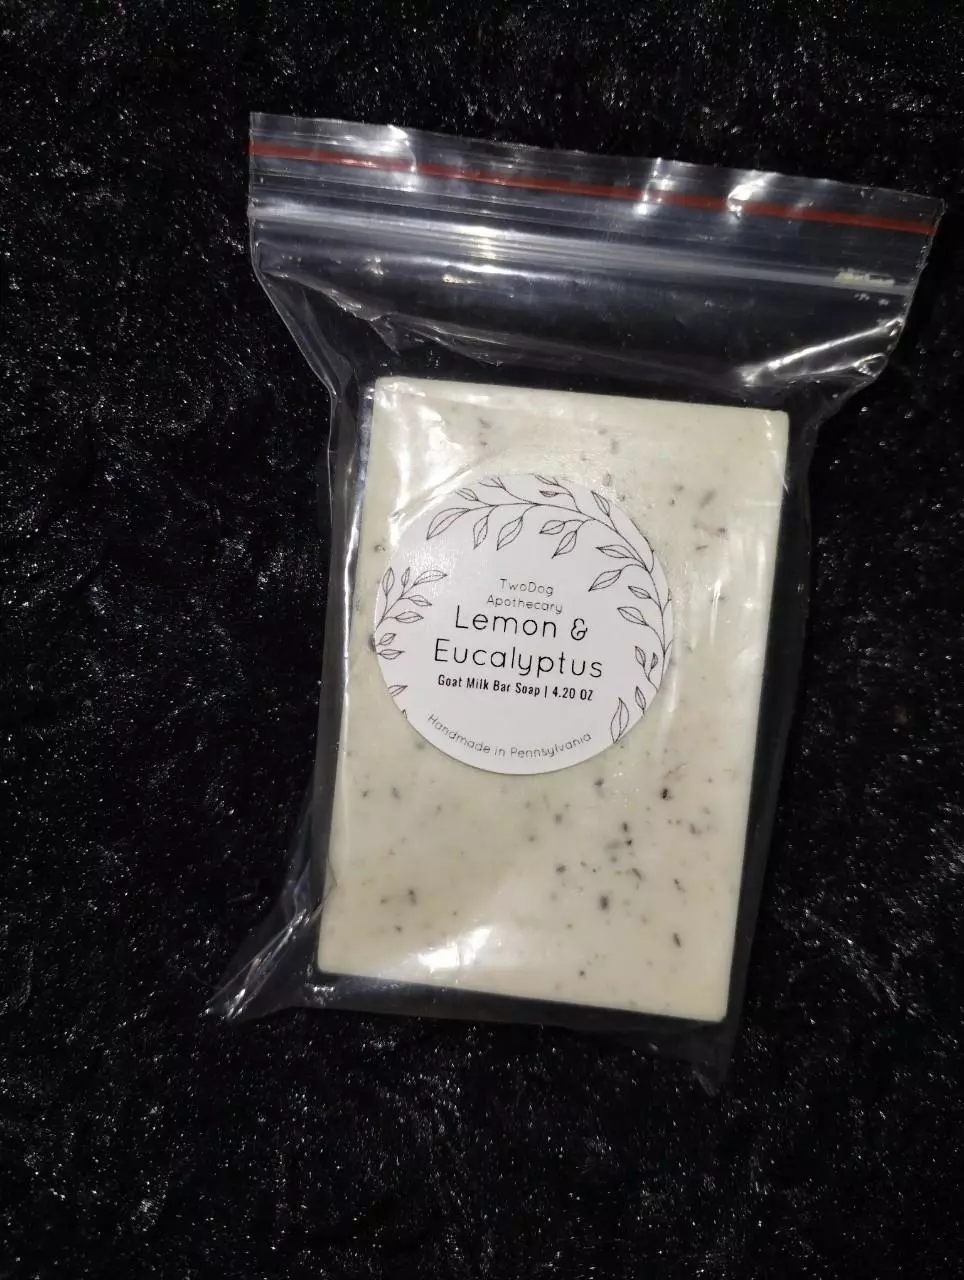 TwoDog
Apothecary
Lemon &
Eucalyptus
Goat Milk Bar Soap | 4.20 OZ
Handmade in Pennsylvania